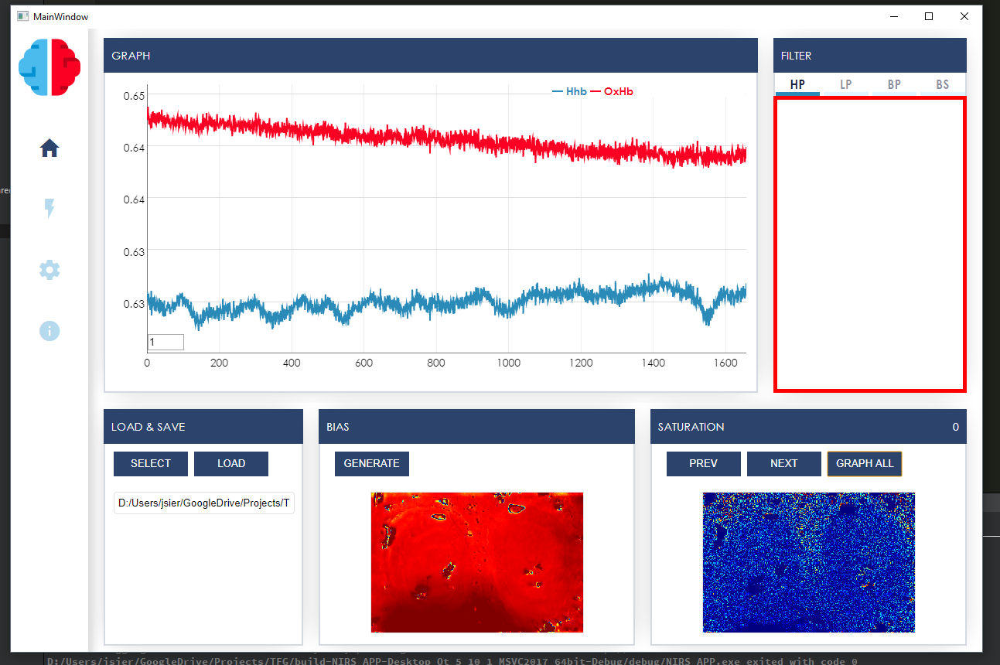 MainWindow
GRAPH
Hhb OxHb
0.65
0.64
0.64
0.63
0.63
1
0 200 400 600 800 1000 1200 1400 1600
FILTER
HP LP BP BS
LOAD & SAVE
SELECT LOAD
D:/Users/jsier/GoogleDrive/Projects/T
BIAS
GENERATE
SATURATION 0
PREV NEXT GRAPH ALL
D:/Users/jsier/GoogleDrive/Projects/TFG/build-NIRS_APP-Desktop_Qt_5_10_1_MSVC2017_64bit-Debug/debug/NIRS_APP.exe exited with code 0